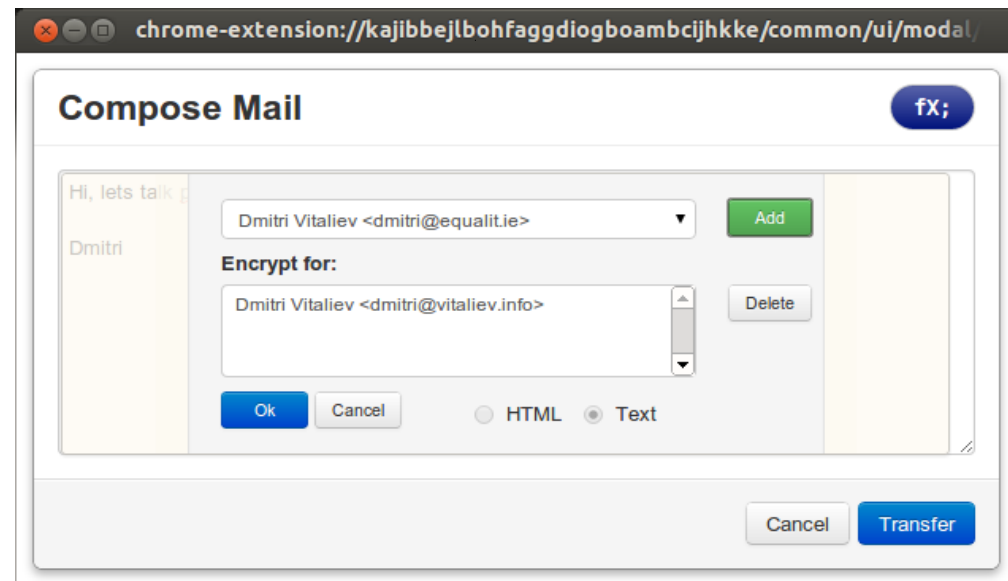 chrome-extension://kajibbejlbohfaggdiogboambcijhkke/common/ui/modal/
Compose Mail
fX;
Hi, lets talk p
Dmitri Vitaliev <dmitri@equalit.ie>
Add
Dmitri
Encrypt for:
Dmitri Vitaliev <dmitri@vitaliev.info>
Delete
Ok
Cancel
HTML
Text
Cancel
Transfer